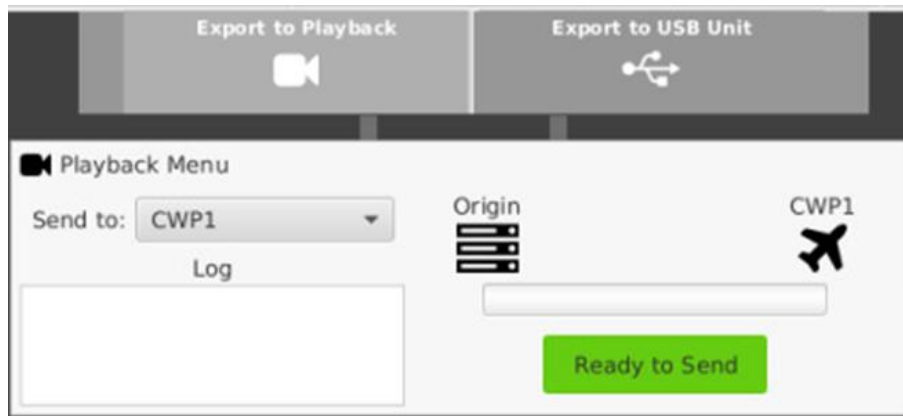 Export to Playback
Export to USB Unit
Playback Menu
Send to: CWP1
Log
Origin
CWP1
Ready to Send